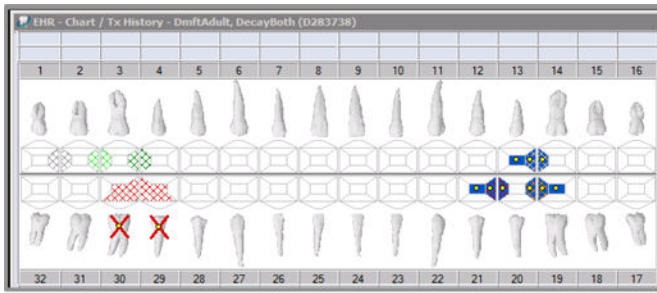 EHR - Chart / Tx History - DmftAdult, DecayBoth (D283738)
1 2 3 4 5 6 7 8 9 10 11 12 13 14 15 16
32 31 30 29 28 27 26 25 24 23 22 21 20 19 18 17